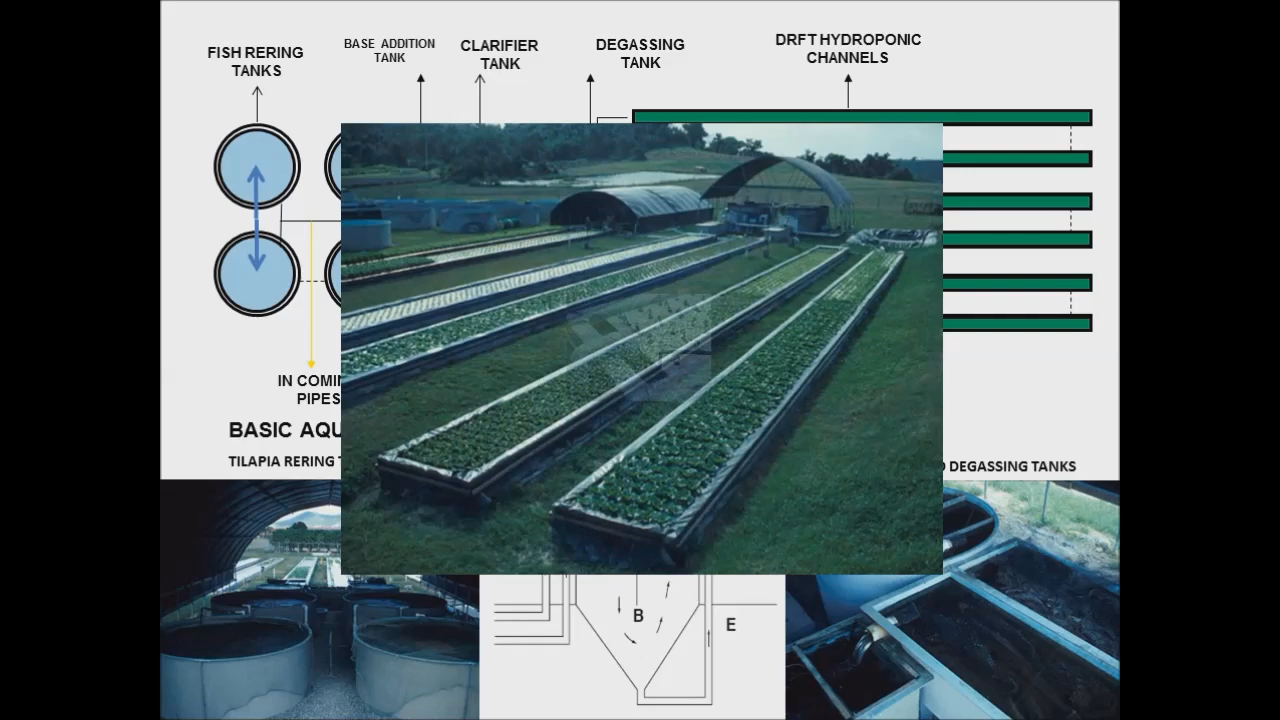 FISH RERING
TANKS
BASE ADDITION
TANK
CLARIFIER
TANK
DEGASSING
TANK
DRFT HYDROPONIC
CHANNELS
IN COMI
PIPES
BASIC AQU
TILAPIA RERING
DEGASSING TANKS
B
E